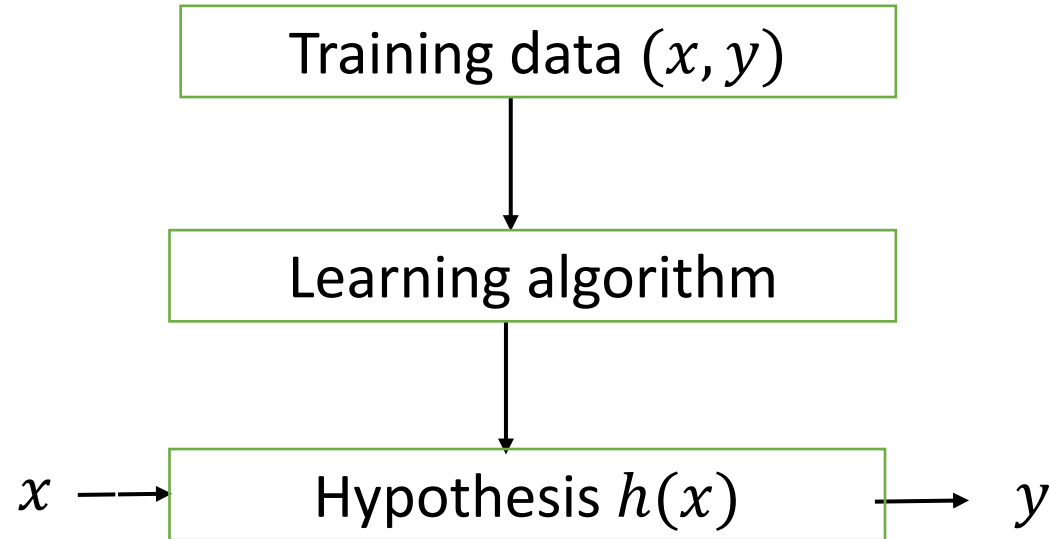 Training data (x, y)
Learning algorithm
x Hypothesis h(x) y